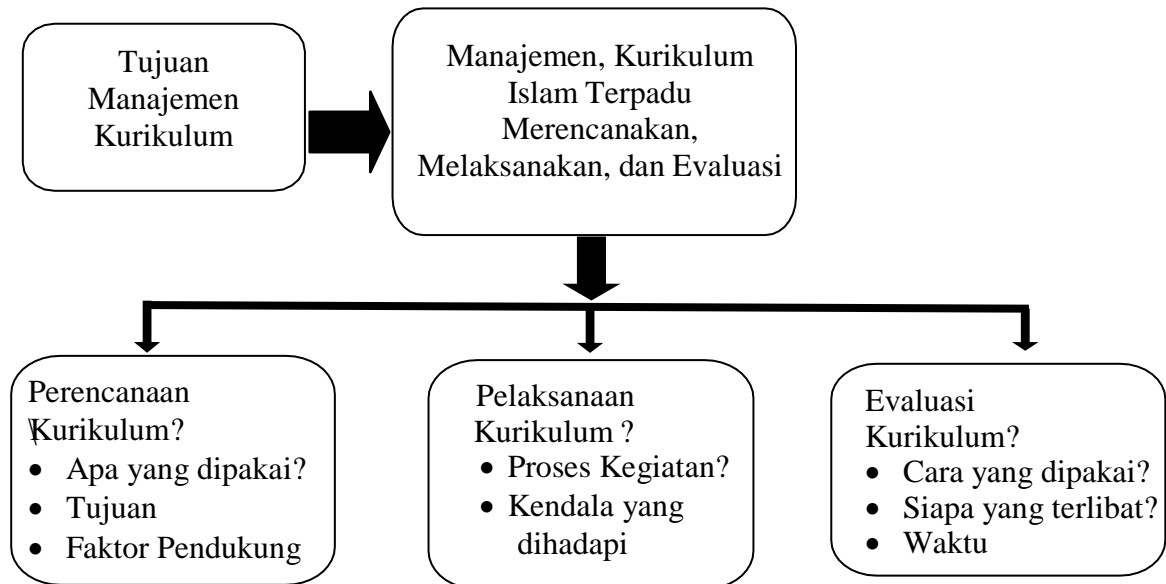 Tujuan
Manajemen
Kurikulum
Manajemen, Kurikulum
Islam Terpadu
Merencanakan,
Melaksanakan, dan Evaluasi
Perencanaan
\Kurikulum?
• Apa yang dipakai?
• Tujuan
• Faktor Pendukung
Pelaksanaan
Kurikulum ?
• Proses Kegiatan?
• Kendala yang
dihadapi
Evaluasi
Kurikulum?
• Cara yang dipakai?
• Siapa yang terlibat?
• Waktu